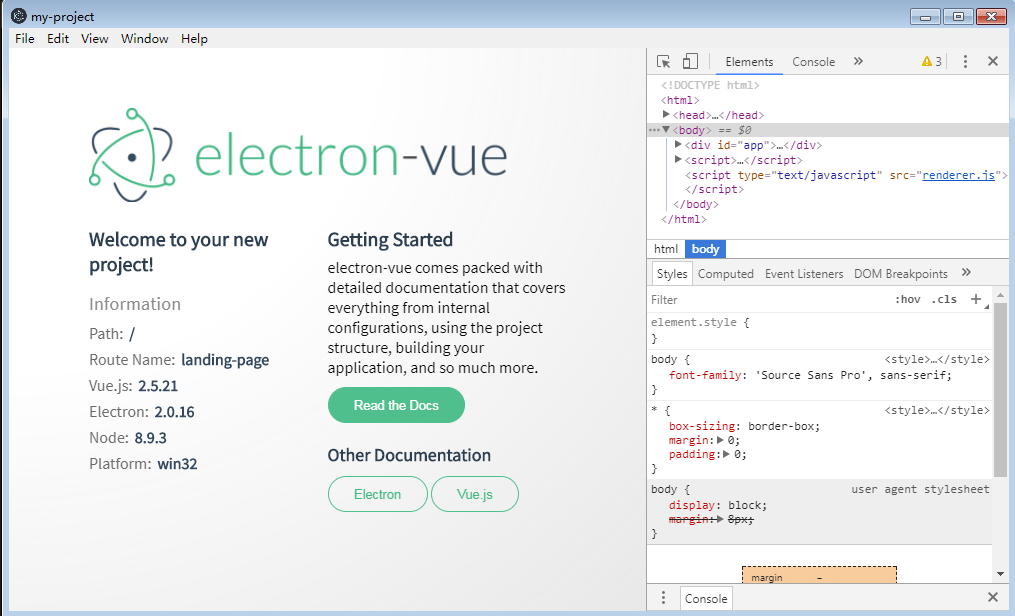 my-project
File Edit View Window Help
electron-vue
Welcome to your new
project!
Information
Path: /
Route Name: landing-page
Vue.js: 2.5.21
Electron: 2.0.16
Node: 8.9.3
Platform: win32
Getting Started
electron-vue comes packed with
detailed documentation that covers
everything from internal
configurations, using the project
structure, building your
application, and so much more.
Read the Docs
Other Documentation
Electron Vue.js
Elements Console » 3
<!DOCTYPE html>
<html>
<head>…</head>
<body> == $0
<div id="app">…</div>
<script>…</script>
<script type="text/javascript" src="renderer.js">
</script>
</body>
</html>
html body
Styles Computed Event Listeners DOM Breakpoints »
Filter :hov .cls +
element.style {
}
body { <style>…</style>
font-family: 'Source Sans Pro', sans-serif;
}
* { <style>…</style>
box-sizing: border-box;
margin: 0;
padding: 0;
}
body { user agent stylesheet
display: block;
margin: 8px;
}
margin –
Console